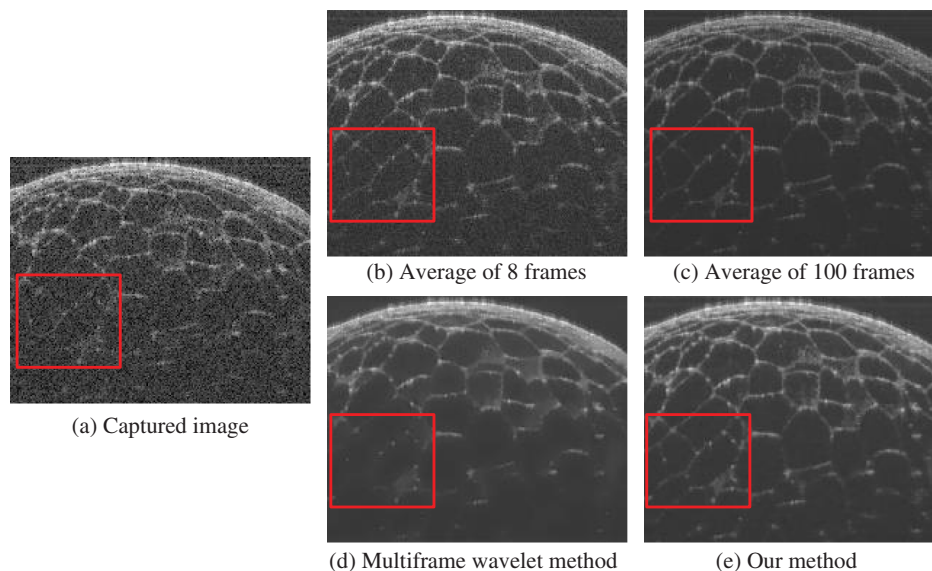 (b) Average of 8 frames
(c) Average of 100 frames
(a) Captured image
(d) Multiframe wavelet method
(e) Our method